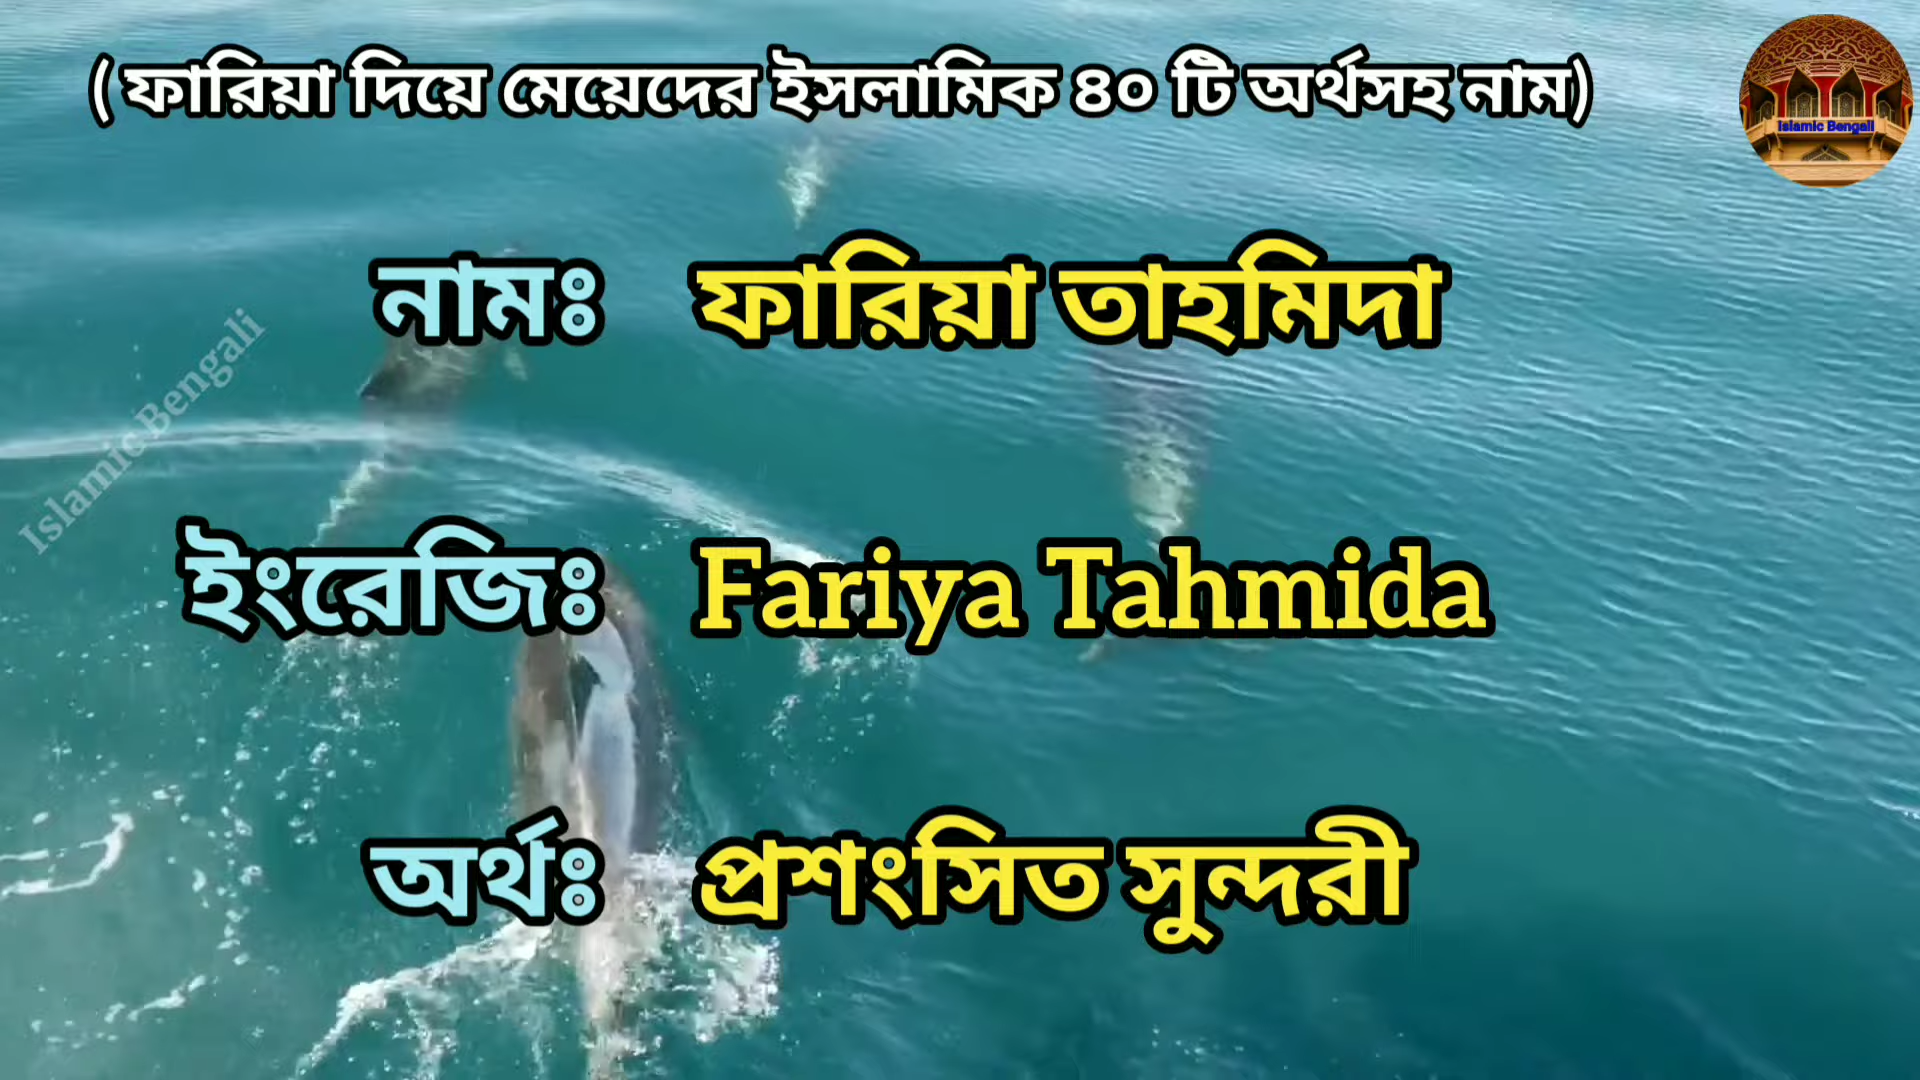 ( ফারিয়া দিয়ে মেয়েদের ইসলামিক ৪০ টি অর্থসহ নাম)
Islamic Bengali
নামঃ ফারিয়া তাহমিদা
Islamic Bengali
ইংরেজিঃ Fariya Tahmida
অর্থঃ প্রশংসিত সুন্দরী